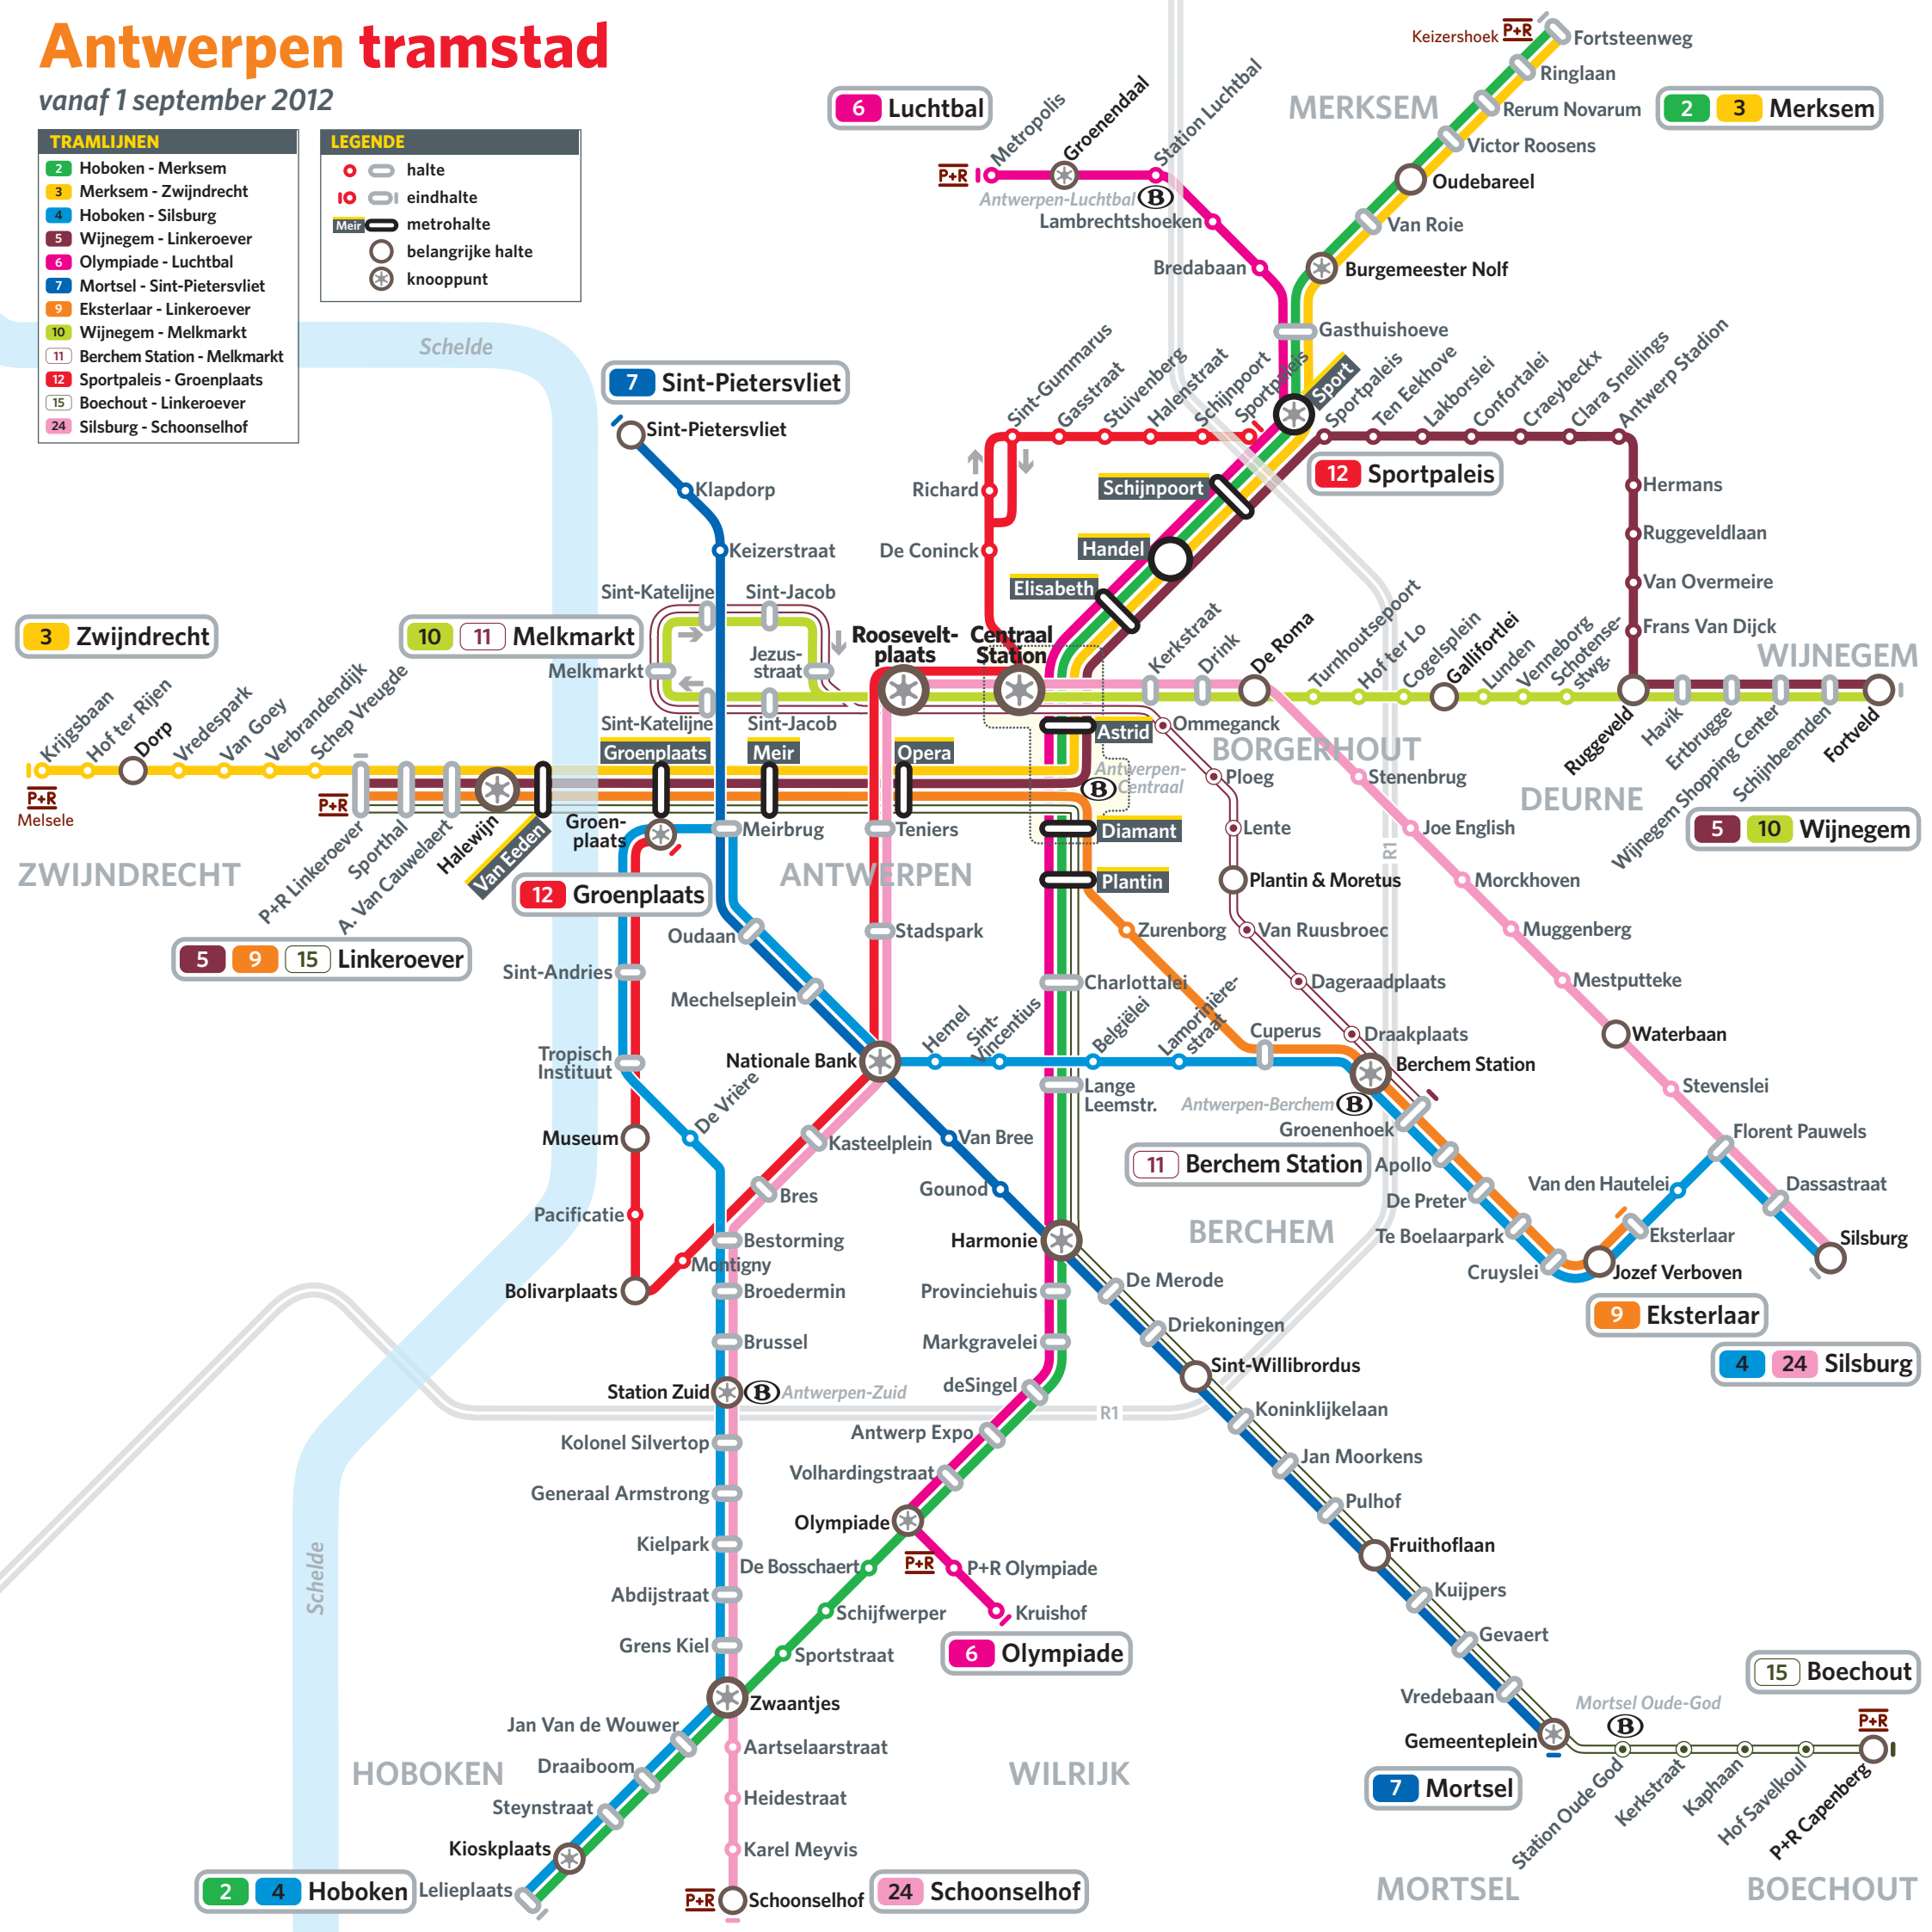 Antwerpen tramstad
vanaf 1 september 2012
TRAMLIJNEN
2 Hoboken - Merksem
3 Merksem - Zwijndrecht
4 Hoboken - Silsburg
5 Wijnegem - Linkeroever
6 Olympiade - Luchtbal
7 Mortsel - Sint-Pietersvliet
9 Eksterlaar - Linkeroever
10 Wijnegem - Melkmarkt
11 Berchem Station - Melkmarkt
12 Sportpaleis - Groenplaats
15 Boechout - Linkeroever
24 Silsburg - Schoonselhof
LEGENDE
halte
eindhalte
Meir metrohalte
belangrijke halte
knooppunt
Keizershoek P+R
Fortsteenweg
Ringlaan
Rerum Novarum
Victor Roosens
Oudebareel
Van Roie
Burgemeester Nolf
Gasthuishoeve
MERKSEM
2 3 Merksem
6 Luchtbal
P+R
Metropolis
Groenendaal
Station Luchtbal
Antwerpen-Luchtbal B
Lambrechtshoeken
Bredabaan
Schelde
7 Sint-Pietersvliet
Sint-Pietersvliet
Klapdorp
Keizerstraat
Sint-Gummarus
Gasstraat
Stuivenberg
Halenstraat
Schijnpoort
Sportpaleis
Sport
Sportpaleis
Ten Eekhove
Lakborslei
Confortalei
Craeybeckx
Clara Snellings
Antwerp Stadion
12 Sportpaleis
Richard
De Coninck
Schijnpoort
Handel
Elisabeth
Hermans
Ruggeveldlaan
Van Overmeire
Frans Van Dijck
WIJNEGEM
3 Zwijndrecht
10 11 Melkmarkt
Sint-Katelijne
Sint-Jacob
Melkmarkt
Jezus-
straat
Sint-Katelijne
Sint-Jacob
Roosevelt-
plaats
Centraal
Station
Kerkstraat
Drink
De Roma
Turnhoutsepoort
Hof ter Lo
Cogelsplein
Gallifortlei
Lunden
Venneborg
Schotense-
stwg.
Ruggeveld
Havik
Ertbrugge
Wijnegem Shopping Center
Schijnbeemden
Fortveld
5 10 Wijnegem
Krijgsbaan
Hof ter Rijen
Dorp
Vredespark
Van Goey
Verbrandendijk
Schep Vreugde
P+R
Melsele
P+R
ZWIJNDRECHT
P+R Linkeroever
Sporthal
A. Van Cauwelaert
Halewijn
Van Eeden
Groenplaats
Meir
Opera
Astrid
Antwerpen-
Centraal
B
Diamant
Plantin
5 9 15 Linkeroever
Groen-
plaats
12 Groenplaats
Meirbrug
Teniers
ANTWERPEN
Stadspark
Oudaan
Mechelseplein
Nationale Bank
Sint-Andries
Tropisch
Instituut
De Vrière
Museum
Pacificatie
Bolivarplaats
Montigny
Ommeganck
BORGERHOUT
Ploeg
Lente
Plantin & Moretus
Van Ruusbroec
Dageraadplaats
Draakplaats
Zurenborg
Charlottalei
DEURNE
R1
Stenenbrug
Joe English
Morckhoven
Muggenberg
Mestputteke
Waterbaan
Stevenslei
Florent Pauwels
Dassastraat
Silsburg
Van den Hautelei
Eksterlaar
Jozef Verboven
9 Eksterlaar
4 24 Silsburg
Hemel
Sint-
Vincentius
Belgiëlei
Lamorinière-
straat
Cuperus
Berchem Station
Antwerpen-Berchem B
Lange
Leemstr.
Groenenhoek
11 Berchem Station
Apollo
De Preter
Te Boelaarpark
Cruyslei
BERCHEM
Kasteelplein
Bres
Van Bree
Gounod
Harmonie
Bestorming
Broedermin
Brussel
Station Zuid
B Antwerpen-Zuid
Kolonel Silvertop
Generaal Armstrong
Kielpark
Abdijstraat
Grens Kiel
Zwaantjes
Provinciehuis
Markgravelei
deSingel
R1
Antwerp Expo
Volhardingstraat
Olympiade
P+R
P+R Olympiade
Kruishof
6 Olympiade
De Bosschaert
Schijfwerper
Sportstraat
De Merode
Driekoningen
Sint-Willibrordus
Koninklijkelaan
Jan Moorkens
Pulhof
Fruithoflaan
Kuijpers
Gevaert
Vredebaan
Gemeenteplein
7 Mortsel
Mortsel Oude-God
B
15 Boechout
P+R
Station Oude God
Kerkstraat
Kaphaan
Hof Savelkoul
P+R Capenberg
MORTSEL
BOECHOUT
Schelde
Jan Van de Wouwer
Draaiboom
Steynstraat
Kioskplaats
Lelieplaats
HOBOKEN
2 4 Hoboken
Aartselaarstraat
Heidestraat
Karel Meyvis
P+R
Schoonselhof
24 Schoonselhof
WILRIJK